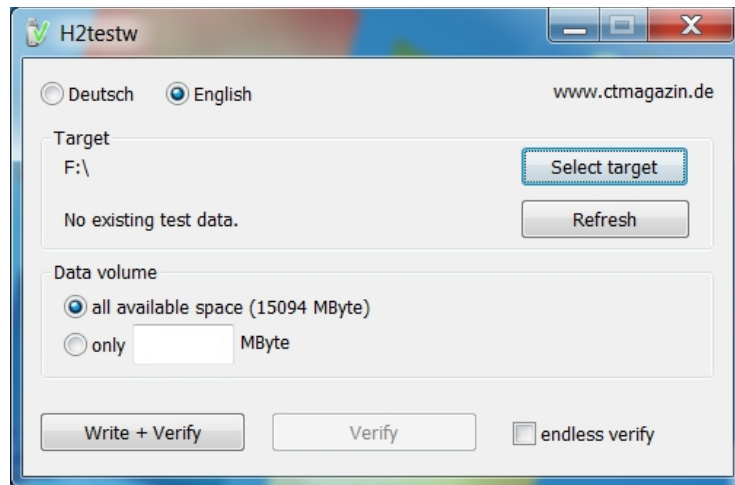 H2testw
Deutsch English www.ctmagazin.de
Target
F:\ Select target
No existing test data. Refresh
Data volume
all available space (15094 MByte)
only MByte
Write + Verify Verify endless verify